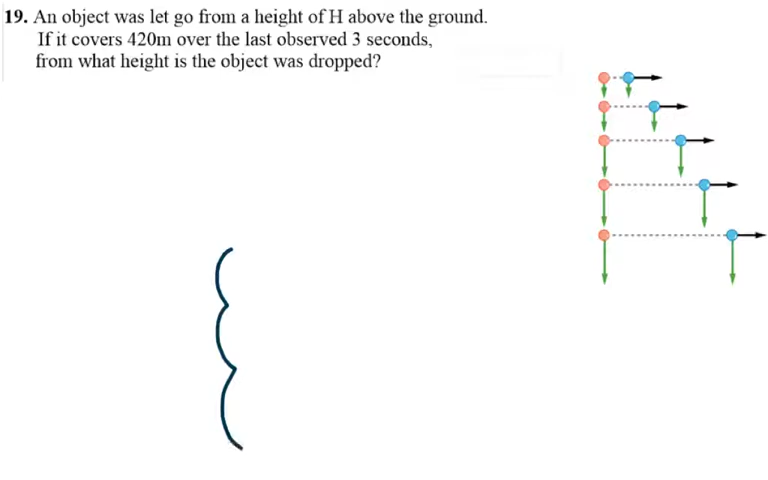 19. An object was let go from a height of H above the ground.
If it covers 420m over the last observed 3 seconds,
from what height is the object was dropped?